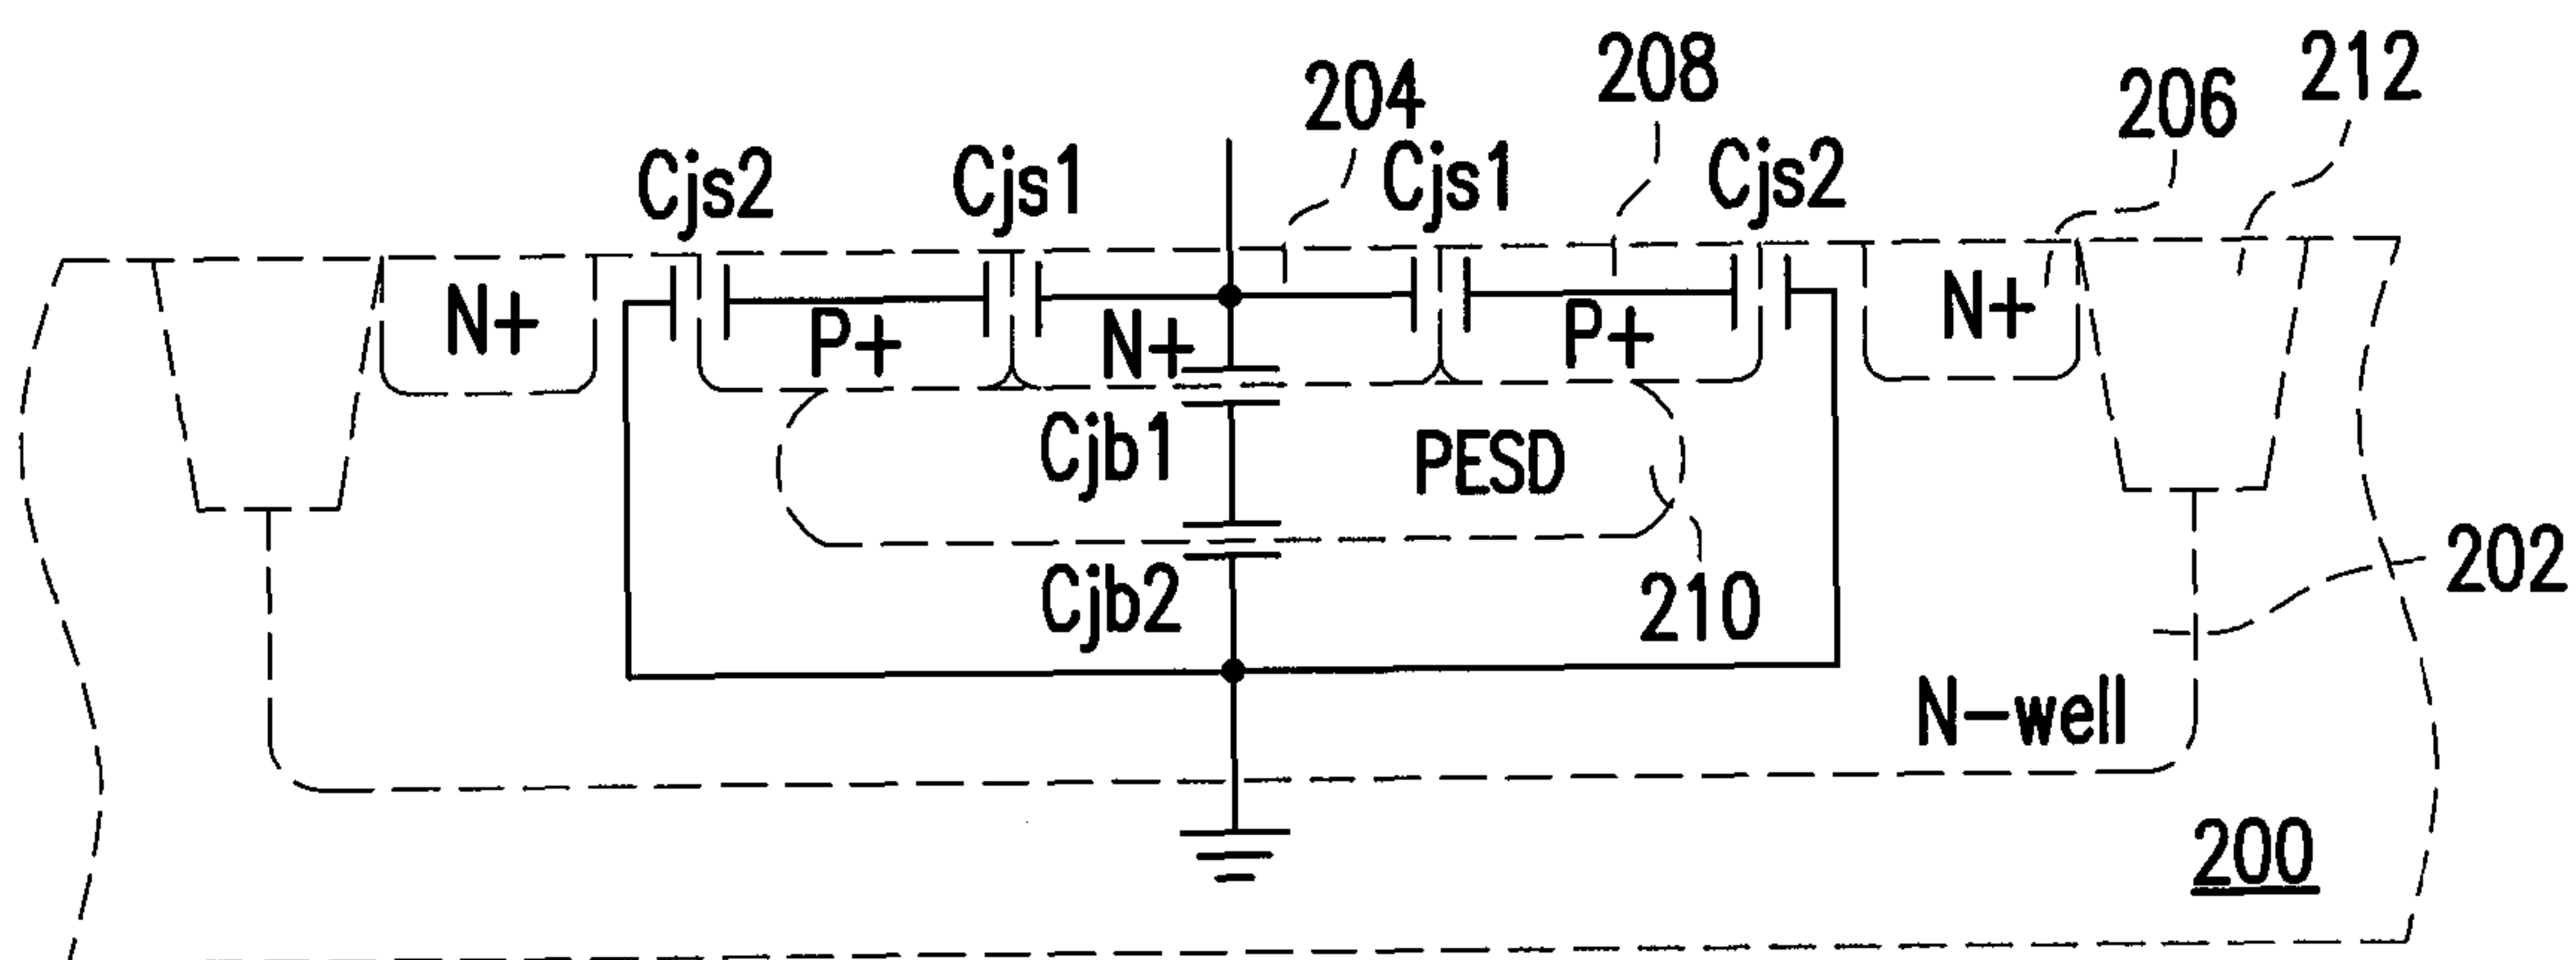 204
208
206
212
Cjs2
Cjs1
Cjs1
Cjs2
N+
P+
N+
P+
N+
Cjb1
PESD
Cjb2
210
202
N-well
200